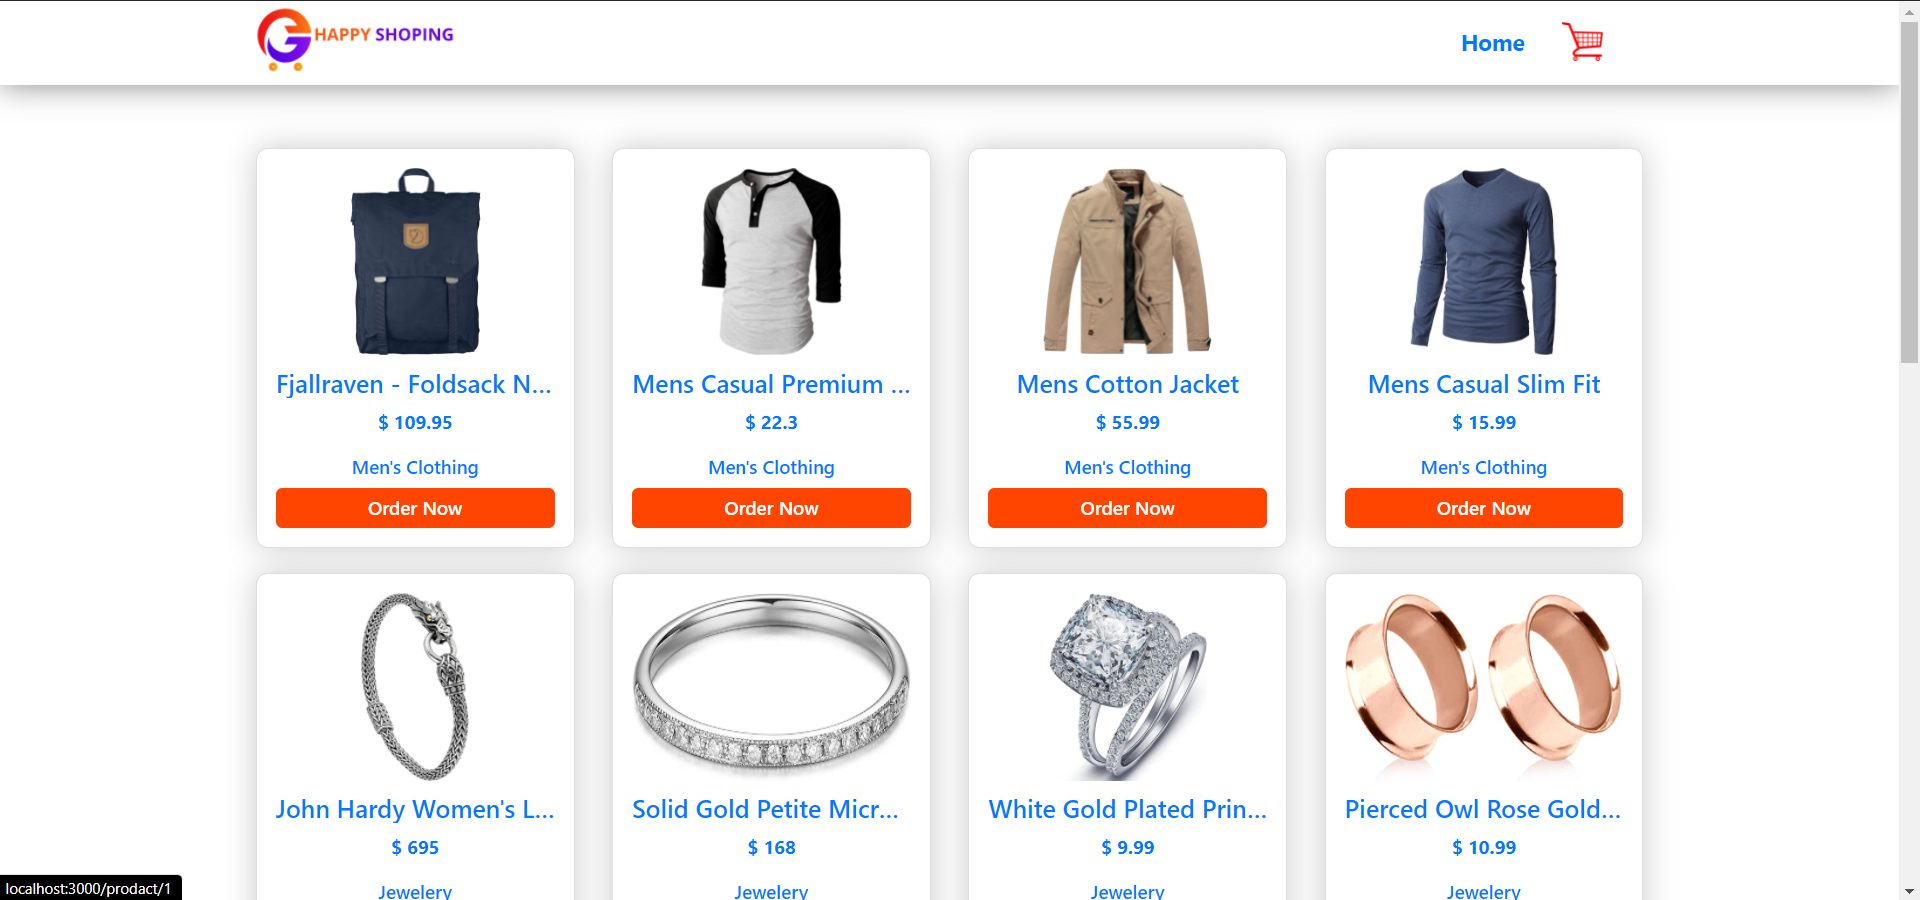 HAPPY SHOPING
Home
Fjallraven - Foldsack N...
$ 109.95
Men's Clothing
Order Now
Mens Casual Premium ...
$ 22.3
Men's Clothing
Order Now
Mens Cotton Jacket
$ 55.99
Men's Clothing
Order Now
Mens Casual Slim Fit
$ 15.99
Men's Clothing
Order Now
John Hardy Women's L...
$ 695
Jewelery
Solid Gold Petite Micr...
$ 168
Jewelery
White Gold Plated Prin...
$ 9.99
Jewelery
Pierced Owl Rose Gold...
$ 10.99
Jewelery
localhost:3000/prodact/1